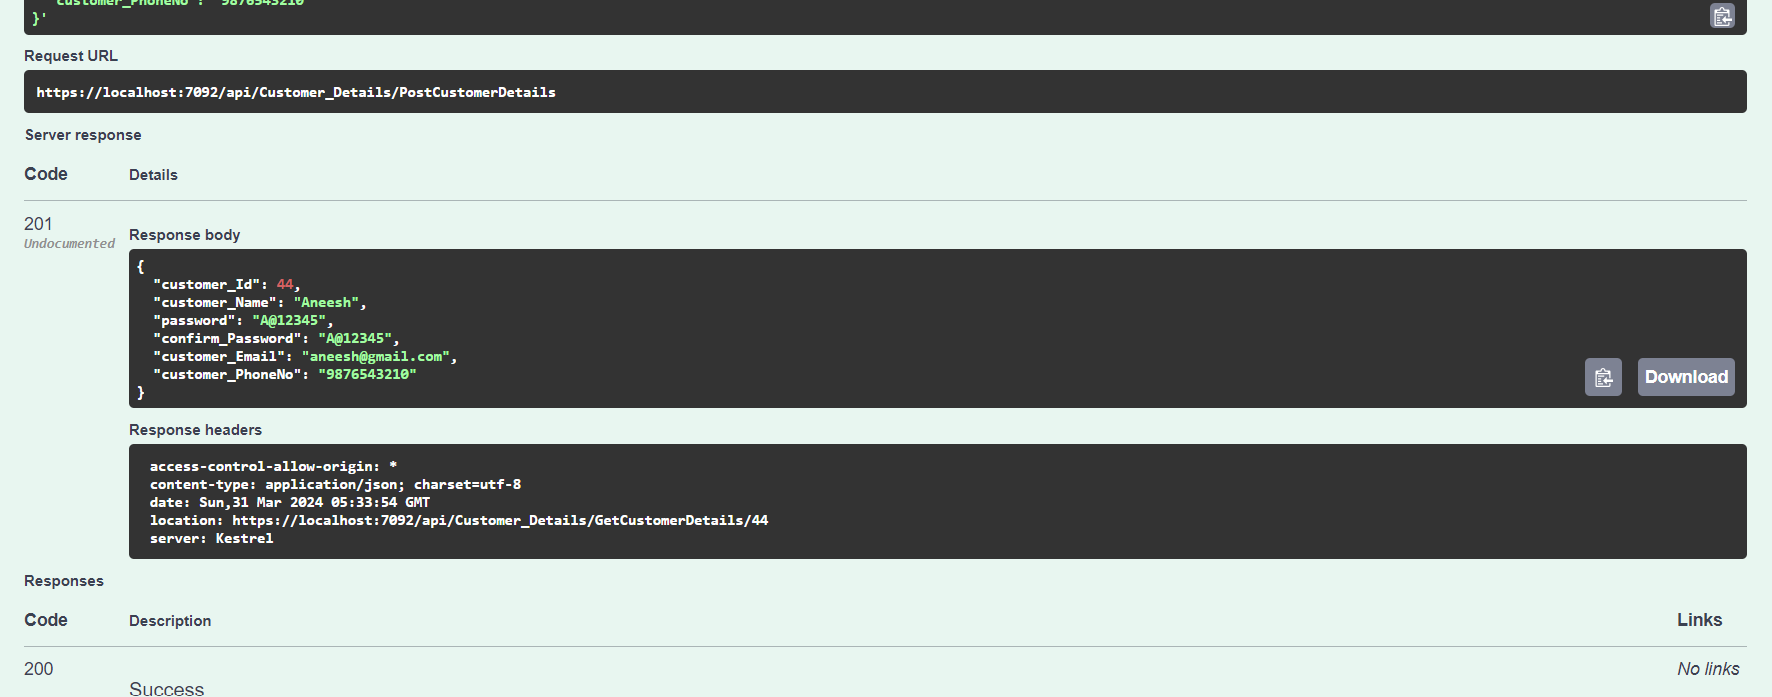 "customer_PhoneNo": "9876543210"
}'
Request URL
https://localhost:7092/api/Customer_Details/PostCustomerDetails
Server response
Code Details
201
Undocumented
Response body
{
"customer_Id": 44,
"customer_Name": "Aneesh",
"password": "A@12345",
"confirm_Password": "A@12345",
"customer_Email": "aneesh@gmail.com",
"customer_PhoneNo": "9876543210"
}
Download
Response headers
access-control-allow-origin: *
content-type: application/json; charset=utf-8
date: Sun,31 Mar 2024 05:33:54 GMT
location: https://localhost:7092/api/Customer_Details/GetCustomerDetails/44
server: Kestrel
Responses
Code Description Links
200 No links
Success